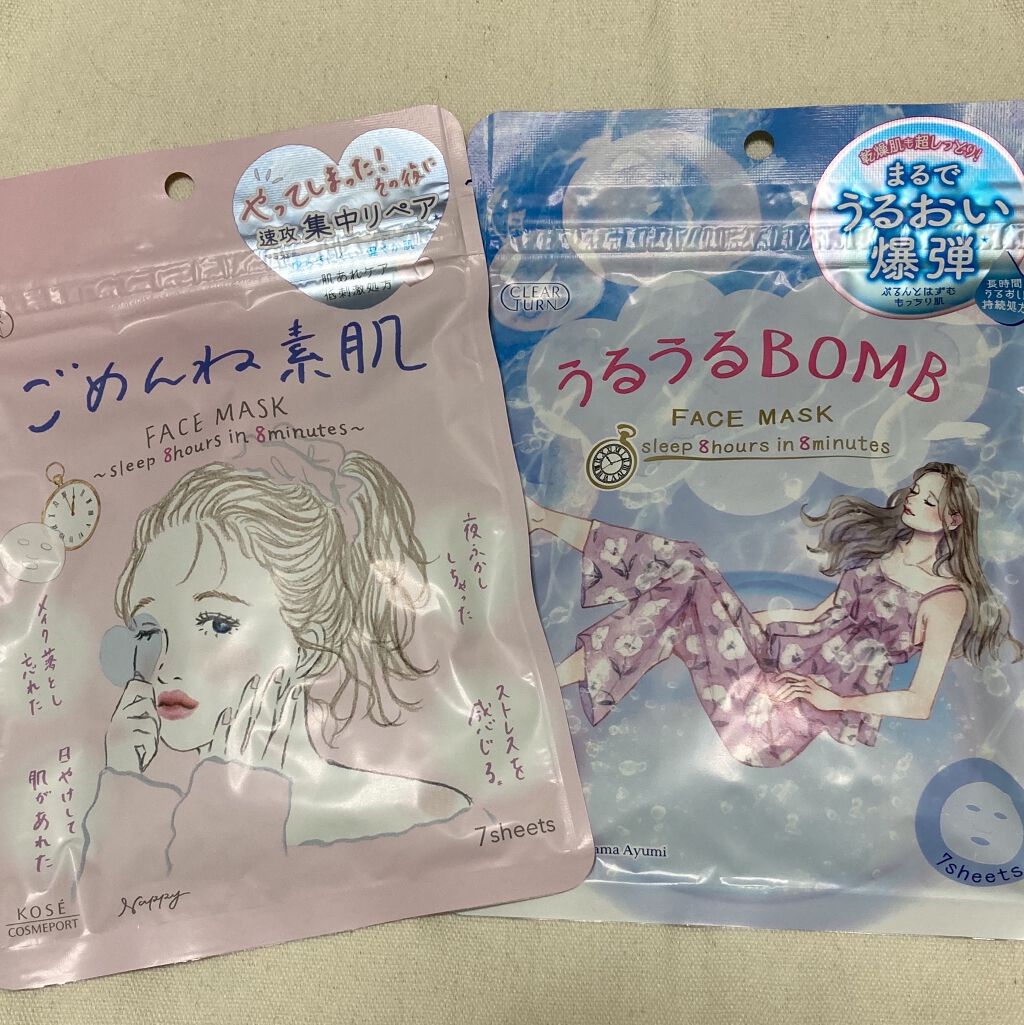 やってしまった!
その後に
速攻 集中リペア
肌あれケア
低刺激処方
ごめんね素肌
FACE MASK
~sleep 8hours in 8minutes~
夜ふかし
しちゃった
メイク落とし
忘れた
ストレスを
感じる。
日やけして
肌があれた
7sheets
KOSÉ
COSMEPORT
Nappy
乾燥肌も超しっとり!
まるで
うるおい
爆弾
ぷるんとはずむ
もっちり肌
長時間
うるおい
持続処方
CLEAR
TURN
うるうるBOMB
FACE MASK
sleep 8hours in 8minutes
ama Ayumi
7sheets